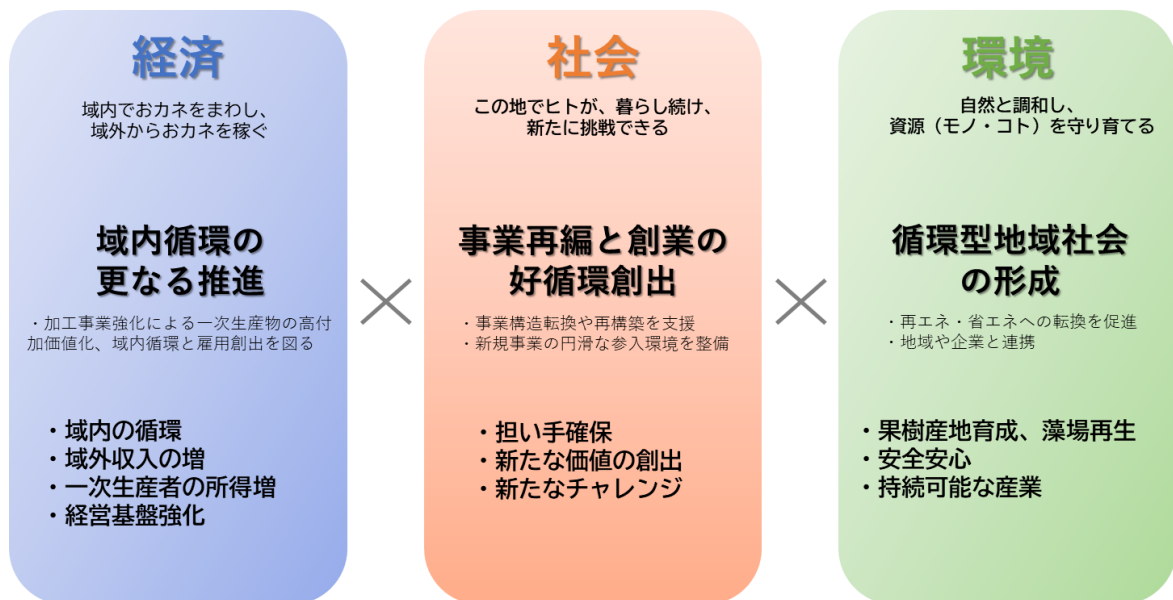 経済
域内でおカネをまわし、
域外からおカネを稼ぐ
域内循環の
更なる推進
・加工事業強化による一次生産物の高付
加価値化、域内循環と雇用創出を図る
・域内の循環
・域外収入の増
・一次生産者の所得増
・経営基盤強化
×
社会
この地でヒトが、暮らし続け、
新たに挑戦できる
事業再編と創業の
好循環創出
・事業構造転換や再構築を支援
・新規事業の円滑な参入環境を整備
・担い手確保
・新たな価値の創出
・新たなチャレンジ
×
環境
自然と調和し、
資源（モノ・コト）を守り育てる
循環型地域社会
の形成
・再エネ・省エネへの転換を促進
・地域や企業と連携
・果樹産地育成、藻場再生
・安全安心
・持続可能な産業